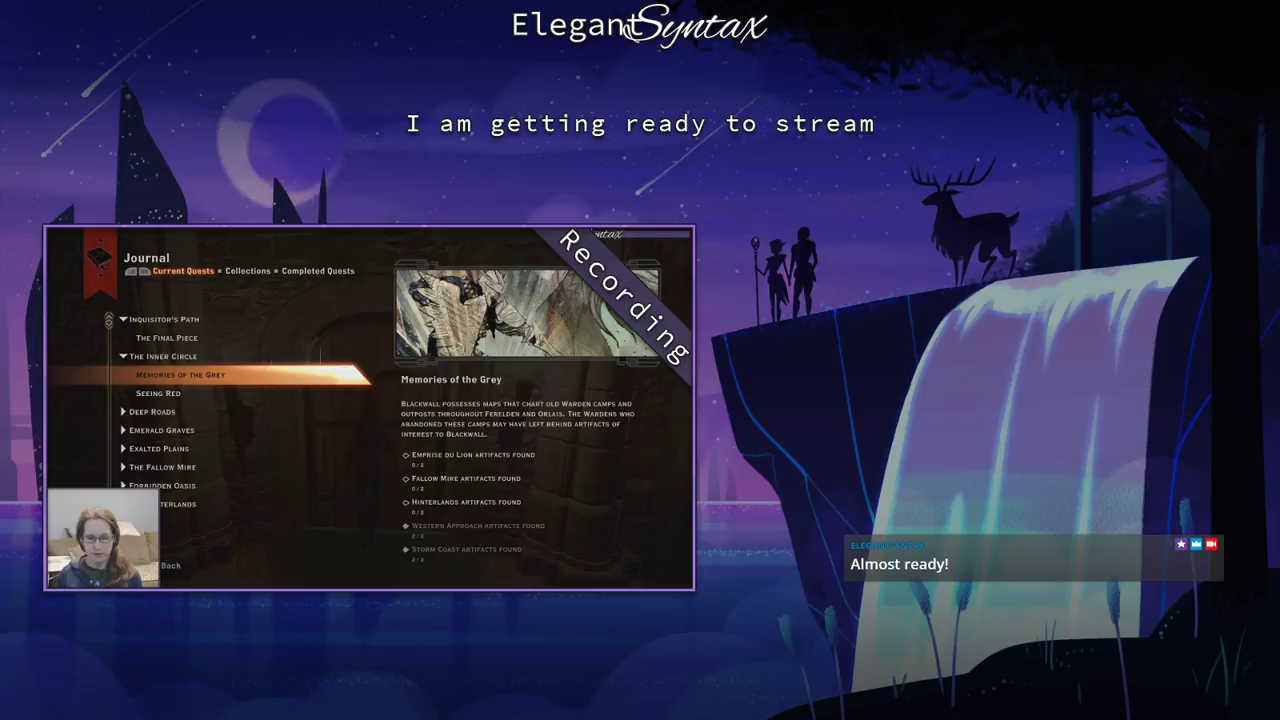 ElegantSyntax
I am getting ready to stream
Recording
Journal
Current Quests Collections Completed Quests
Inquisitor's Path
The Final Piece
The Inner Circle
Memories of the Grey
Seeing Red
Deep Roads
Emerald Graves
Exalted Plains
The Fallow Mire
Forbidden Oasis
Back
Memories of the Grey
Blackwall possesses maps that chart old Warden camps and
outposts throughout Ferelden and Orlais. The Wardens who
abandoned these camps may have left behind artifacts of
interest to Blackwall.
Emprise du Lion artifacts found
0/2
Fallow Mire artifacts found
0/2
Hinterlands artifacts found
0/2
Western Approach artifacts found
2/2
Storm Coast artifacts found
2/2
ELEGANTSYNTAX
Almost ready!